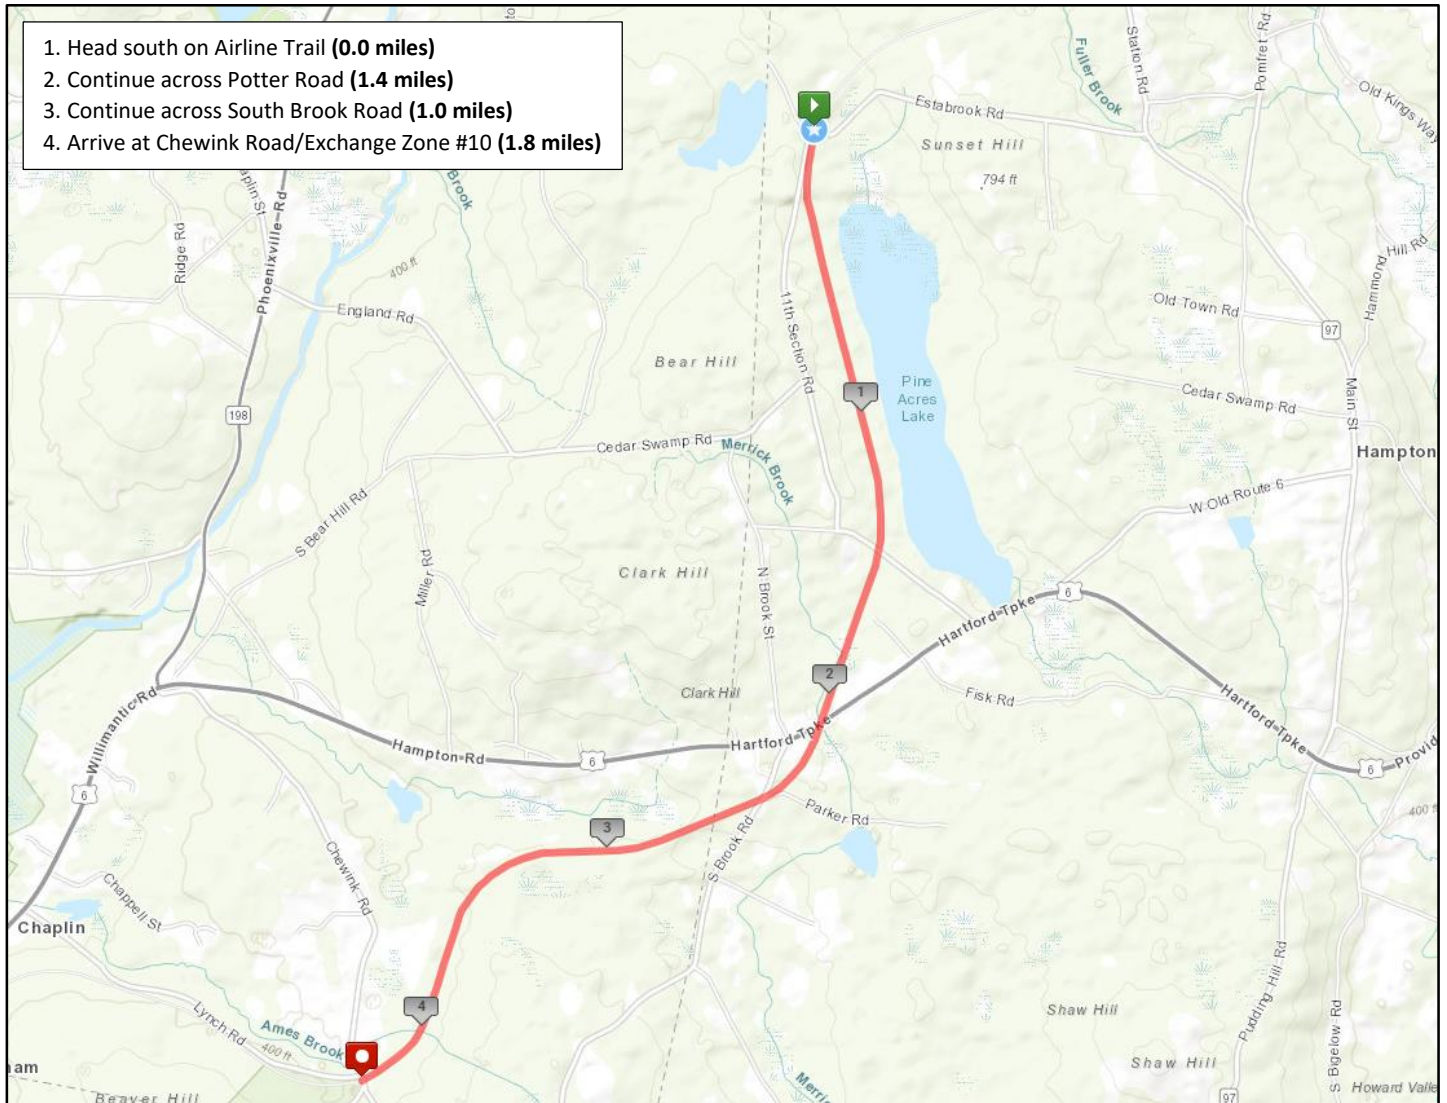 1. Head south on Airline Trail (0.0 miles)
2. Continue across Potter Road (1.4 miles)
3. Continue across South Brook Road (1.0 miles)
4. Arrive at Chewink Road/Exchange Zone #10 (1.8 miles)
Station Rd
Pomfret Rd
Fuller Brook
Old Kings Way
Estabrook Rd
Sunset Hill
794 ft
Brook
Ridge Rd
Phoenixville Rd
400 ft
Hammond Hill Rd
England Rd
11th Section Rd
Old Town Rd
97
Bear Hill
1
Pine
Acres
Lake
Cedar Swamp Rd
Main St
198
Cedar Swamp Rd
Merrick Brook
Hampton
W Old Route 6
S Bear Hill Rd
Miller Rd
Clark Hill
N Brook St
6
Hartford Tpke
2
Clark Hill
Fisk Rd
Willimantic Rd
Hampton Rd
6
Hartford Tpke
Hartford Tpke
6
Provid
6
3
Parker Rd
400 ft
S Brook Rd
Chewink Rd
Chappell St
Chaplin
Pudding Hill Rd
4
Lynch Rd
Ames Brook
400 ft
Shaw Hill
S Bigelow Rd
Shaw Hill
am
Beaver Hill
Merri
97
Howard Valle